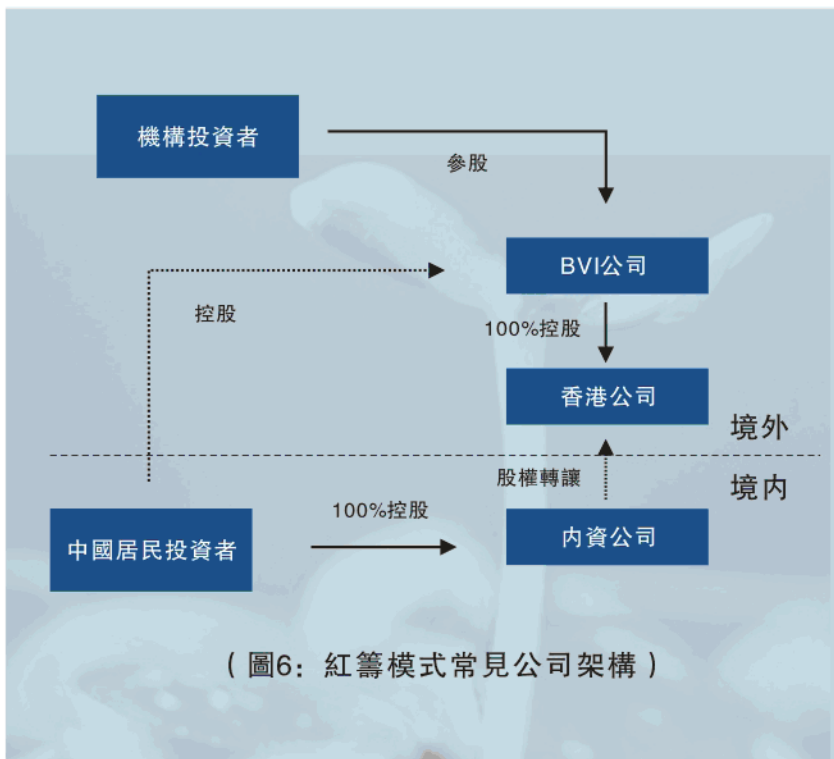 機構投資者
參股
BVI公司
控股
100%控股
香港公司
境外
股權轉讓
境内
100%控股
中國居民投資者
内資公司
（圖6：紅籌模式常見公司架構）